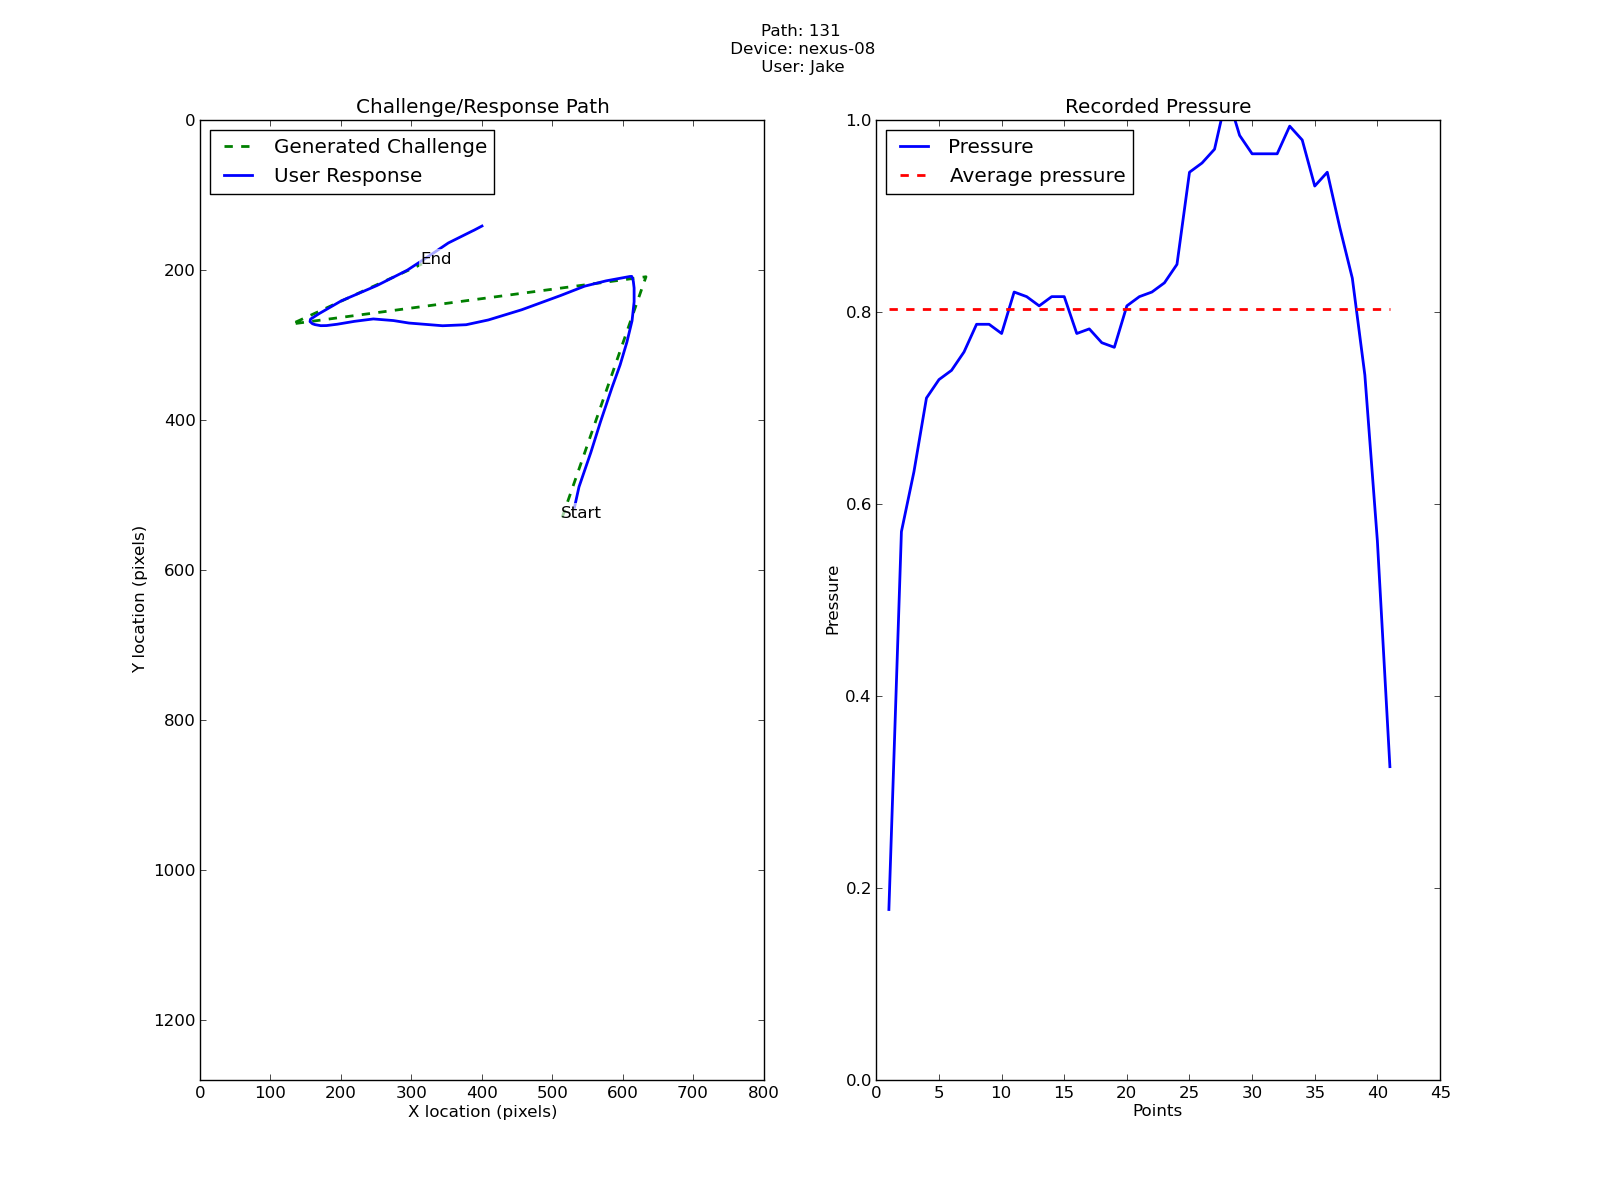 Path: 131
Device: nexus-08
User: Jake
Challenge/Response Path
Generated Challenge
User Response
End
Start
0
200
400
600
800
1000
1200
Y location (pixels)
0 100 200 300 400 500 600 700 800
X location (pixels)
Recorded Pressure
Pressure
Average pressure
1.0
0.8
0.6
0.4
0.2
0.0
Pressure
0 5 10 15 20 25 30 35 40 45
Points